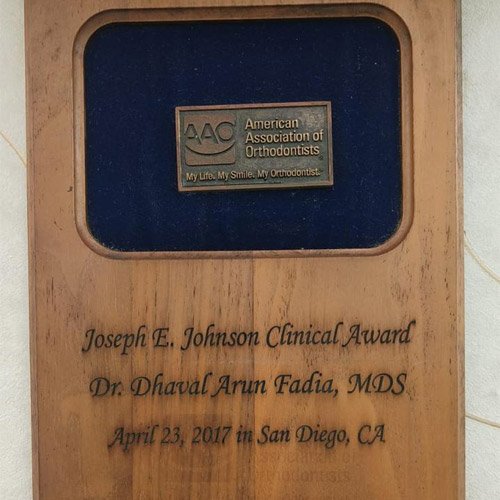 AAO
American
Association of
Orthodontists
My Life. My Smile. My Orthodontist.
Joseph E. Johnson Clinical Award
Dr. Dhaval Arun Fadia, MDS
April 23, 2017 in San Diego, CA